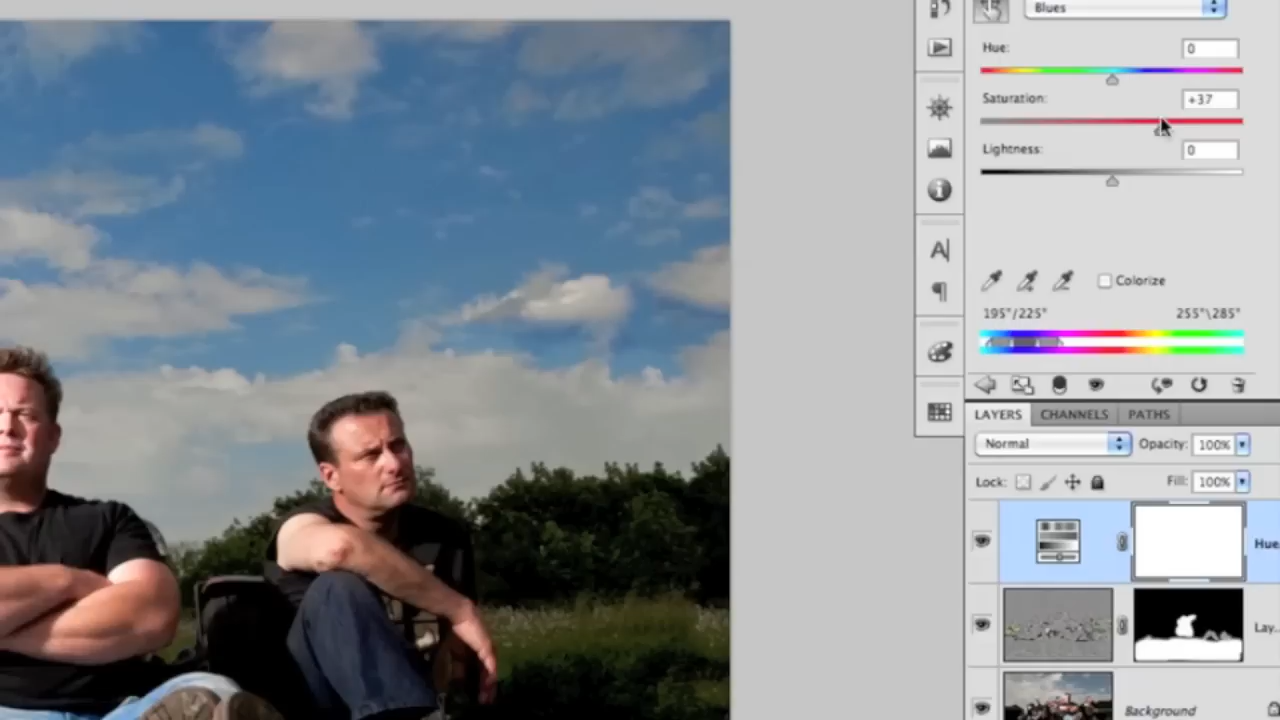 Blues
Hue: 0
Saturation: +37
Lightness: 0
Colorize
195°/225° 255°\285°
LAYERS CHANNELS PATHS
Normal Opacity: 100%
Lock: Fill: 100%
Hue
Lay...
Background